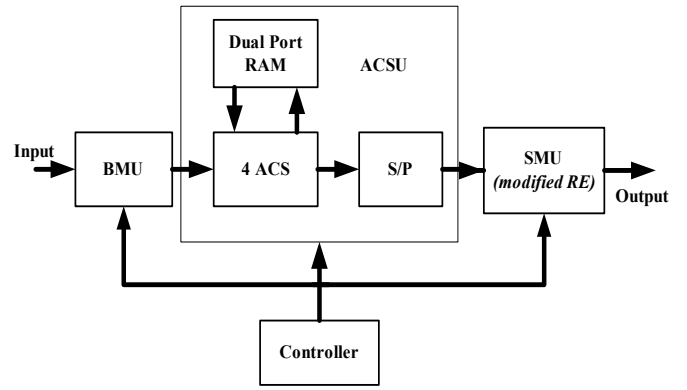 Dual Port
RAM
ACSU
Input
BMU
4 ACS
S/P
SMU
(modified RE)
Output
Controller